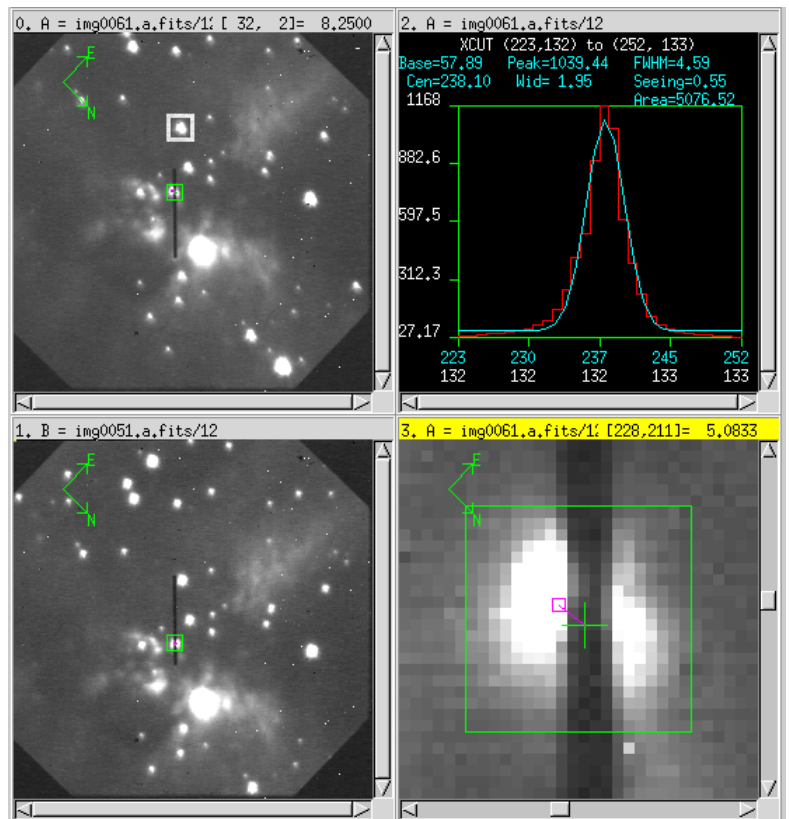 0. A = img0061.a.fits/12 [ 32, 2]= 8.2500
E
N
2. A = img0061.a.fits/12
XCUT (223,132) to (252, 133)
Base=57.89 Peak=1039.44 FWHM=4.59
Cen=238.10 Wid= 1.95 Seeing=0.55
Area=5076.52
1168
882.6
597.5
312.3
27.17
223 230 237 245 252
132 132 132 133 133
1. B = img0051.a.fits/12
E
N
3. A = img0061.a.fits/12 [228,211]= 5.0833
E
N